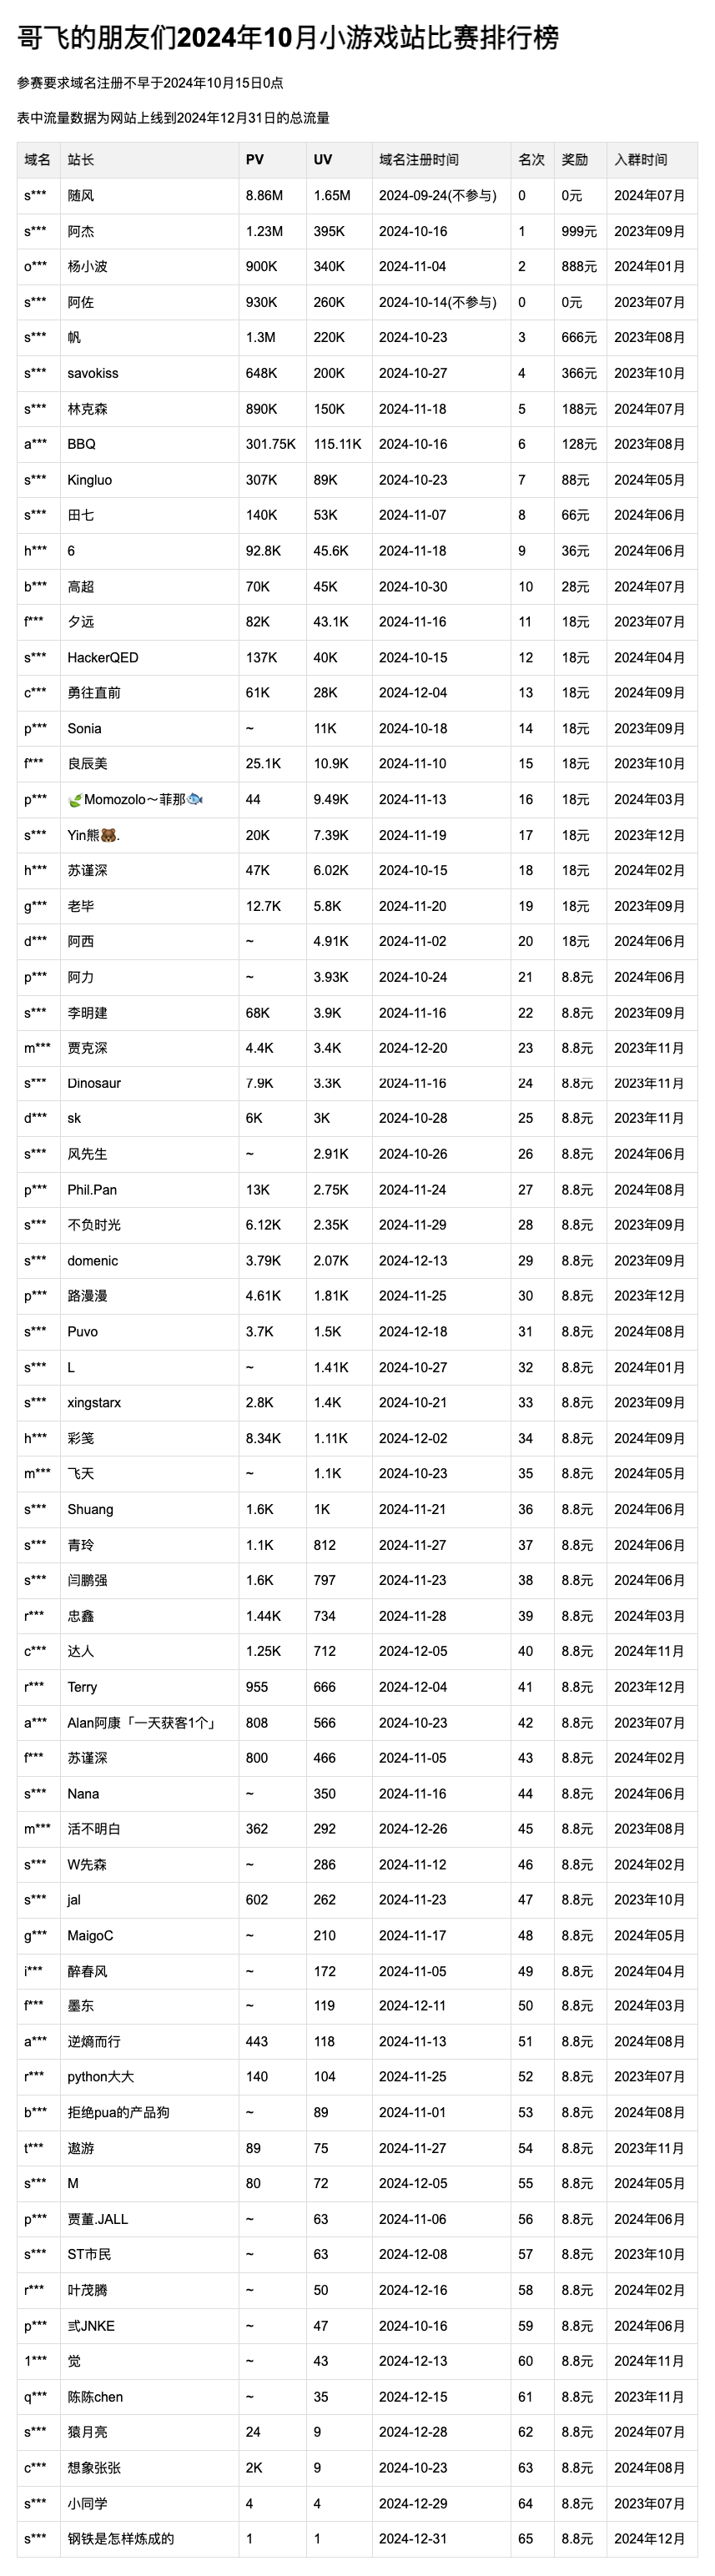 哥飞的朋友们2024年10月小游戏站比赛排行榜
参赛要求域名注册不早于2024年10月15日0点
表中流量数据为网站上线到2024年12月31日的总流量
域名 站长 PV UV 域名注册时间 名次 奖励 入群时间
s*** 随风 8.86M 1.65M 2024-09-24(不参与) 0 0元 2024年07月
s*** 阿杰 1.23M 395K 2024-10-16 1 999元 2023年09月
o*** 杨小波 900K 340K 2024-11-04 2 888元 2024年01月
s*** 阿佐 930K 260K 2024-10-14(不参与) 0 0元 2023年07月
s*** 帆 1.3M 220K 2024-10-23 3 666元 2023年08月
s*** savokiss 648K 200K 2024-10-27 4 366元 2023年10月
s*** 林克森 890K 150K 2024-11-18 5 188元 2024年07月
a*** BBQ 301.75K 115.11K 2024-10-16 6 128元 2023年08月
s*** Kingluo 307K 89K 2024-10-23 7 88元 2024年05月
s*** 田七 140K 53K 2024-11-07 8 66元 2024年06月
h*** 6 92.8K 45.6K 2024-11-18 9 36元 2024年06月
b*** 高超 70K 45K 2024-10-30 10 28元 2024年07月
f*** 夕远 82K 43.1K 2024-11-16 11 18元 2023年07月
s*** HackerQED 137K 40K 2024-10-15 12 18元 2024年04月
c*** 勇往直前 61K 28K 2024-12-04 13 18元 2024年09月
p*** Sonia ~ 11K 2024-10-18 14 18元 2023年09月
f*** 良辰美 25.1K 10.9K 2024-11-10 15 18元 2023年10月
p*** 🍃Momozolo～菲那🐟 44 9.49K 2024-11-13 16 18元 2024年03月
s*** Yin熊🐻. 20K 7.39K 2024-11-19 17 18元 2023年12月
h*** 苏谨深 47K 6.02K 2024-10-15 18 18元 2024年02月
g*** 老毕 12.7K 5.8K 2024-11-20 19 18元 2023年09月
d*** 阿西 ~ 4.91K 2024-11-02 20 18元 2024年06月
p*** 阿力 ~ 3.93K 2024-10-24 21 8.8元 2024年06月
s*** 李明建 68K 3.9K 2024-11-16 22 8.8元 2023年09月
m*** 贾克深 4.4K 3.4K 2024-12-20 23 8.8元 2023年11月
s*** Dinosaur 7.9K 3.3K 2024-11-16 24 8.8元 2023年11月
d*** sk 6K 3K 2024-10-28 25 8.8元 2023年11月
s*** 风先生 ~ 2.91K 2024-10-26 26 8.8元 2024年06月
p*** Phil.Pan 13K 2.75K 2024-11-24 27 8.8元 2024年08月
s*** 不负时光 6.12K 2.35K 2024-11-29 28 8.8元 2023年09月
s*** domenic 3.79K 2.07K 2024-12-13 29 8.8元 2023年09月
p*** 路漫漫 4.61K 1.81K 2024-11-25 30 8.8元 2023年12月
s*** Puvo 3.7K 1.5K 2024-12-18 31 8.8元 2024年08月
s*** L ~ 1.41K 2024-10-27 32 8.8元 2024年01月
s*** xingstarx 2.8K 1.4K 2024-10-21 33 8.8元 2023年09月
h*** 彩笺 8.34K 1.11K 2024-12-02 34 8.8元 2024年09月
m*** 飞天 ~ 1.1K 2024-10-23 35 8.8元 2024年05月
s*** Shuang 1.6K 1K 2024-11-21 36 8.8元 2024年06月
s*** 青玲 1.1K 812 2024-11-27 37 8.8元 2024年06月
s*** 闫鹏强 1.6K 797 2024-11-23 38 8.8元 2024年06月
r*** 忠鑫 1.44K 734 2024-11-28 39 8.8元 2024年03月
c*** 达人 1.25K 712 2024-12-05 40 8.8元 2024年11月
r*** Terry 955 666 2024-12-04 41 8.8元 2023年12月
a*** Alan阿康「一天获客1个」 808 566 2024-10-23 42 8.8元 2023年07月
f*** 苏谨深 800 466 2024-11-05 43 8.8元 2024年02月
s*** Nana ~ 350 2024-11-16 44 8.8元 2024年06月
m*** 活不明白 362 292 2024-12-26 45 8.8元 2023年08月
s*** W先森 ~ 286 2024-11-12 46 8.8元 2024年02月
s*** jal 602 262 2024-11-23 47 8.8元 2023年10月
g*** MaigoC ~ 210 2024-11-17 48 8.8元 2024年05月
i*** 醉春风 ~ 172 2024-11-05 49 8.8元 2024年04月
f*** 墨东 ~ 119 2024-12-11 50 8.8元 2024年03月
a*** 逆熵而行 443 118 2024-11-13 51 8.8元 2024年08月
r*** python大大 140 104 2024-11-25 52 8.8元 2023年07月
b*** 拒绝pua的产品狗 ~ 89 2024-11-01 53 8.8元 2024年08月
t*** 遨游 89 75 2024-11-27 54 8.8元 2023年11月
s*** M 80 72 2024-12-05 55 8.8元 2024年05月
p*** 贾董.JALL ~ 63 2024-11-06 56 8.8元 2024年06月
s*** ST市民 ~ 63 2024-12-08 57 8.8元 2023年10月
r*** 叶茂腾 ~ 50 2024-12-16 58 8.8元 2024年02月
p*** 弎JNKE ~ 47 2024-10-16 59 8.8元 2024年06月
1*** 觉 ~ 43 2024-12-13 60 8.8元 2024年11月
q*** 陈陈chen ~ 35 2024-12-15 61 8.8元 2023年11月
s*** 猿月亮 24 9 2024-12-28 62 8.8元 2024年07月
c*** 想象张张 2K 9 2024-10-23 63 8.8元 2024年08月
s*** 小同学 4 4 2024-12-29 64 8.8元 2023年07月
s*** 钢铁是怎样炼成的 1 1 2024-12-31 65 8.8元 2024年12月